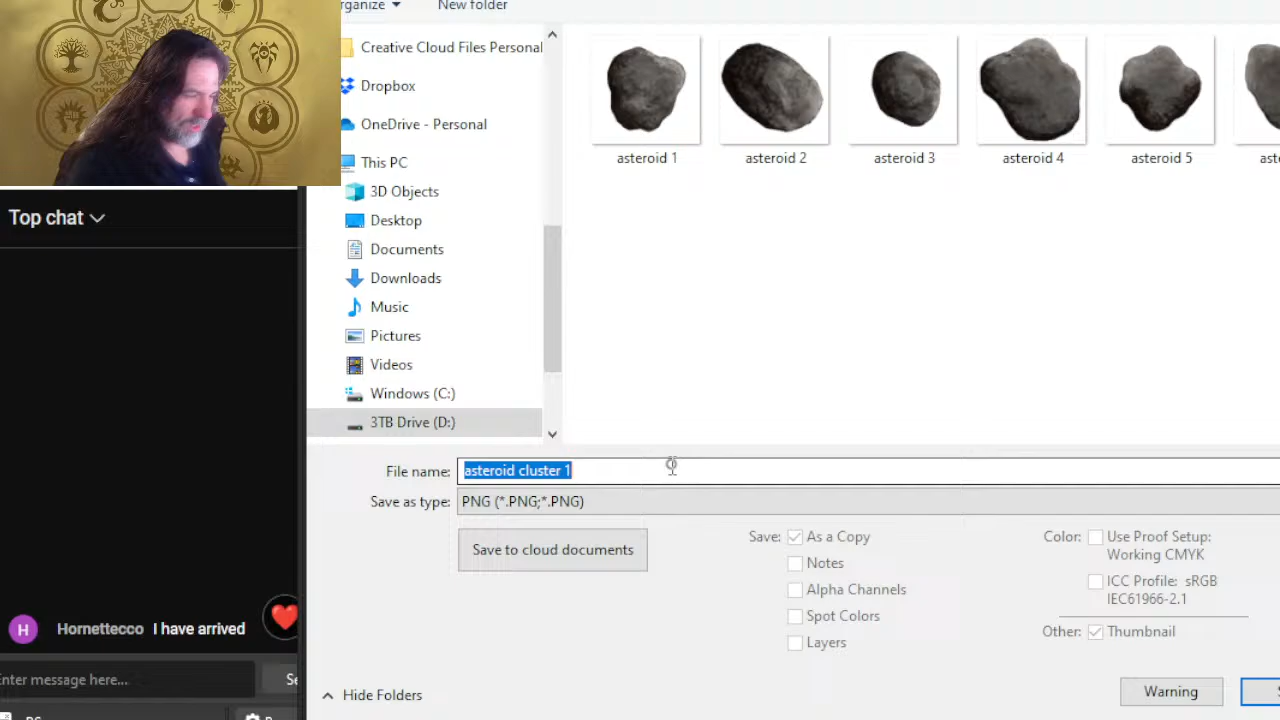 New folder
Creative Cloud Files Personal
Dropbox
OneDrive - Personal
This PC
3D Objects
Desktop
Documents
Downloads
Music
Pictures
Videos
Windows (C:)
3TB Drive (D:)
asteroid 1
asteroid 2
asteroid 3
asteroid 4
asteroid 5
Top chat
Hornettecco I have arrived
Enter message here...
File name: asteroid cluster 1
Save as type: PNG (*.PNG;*.PNG)
Save to cloud documents
Save: As a Copy
Notes
Alpha Channels
Spot Colors
Layers
Color: Use Proof Setup:
Working CMYK
ICC Profile: sRGB
IEC61966-2.1
Other: Thumbnail
Hide Folders
Warning
H